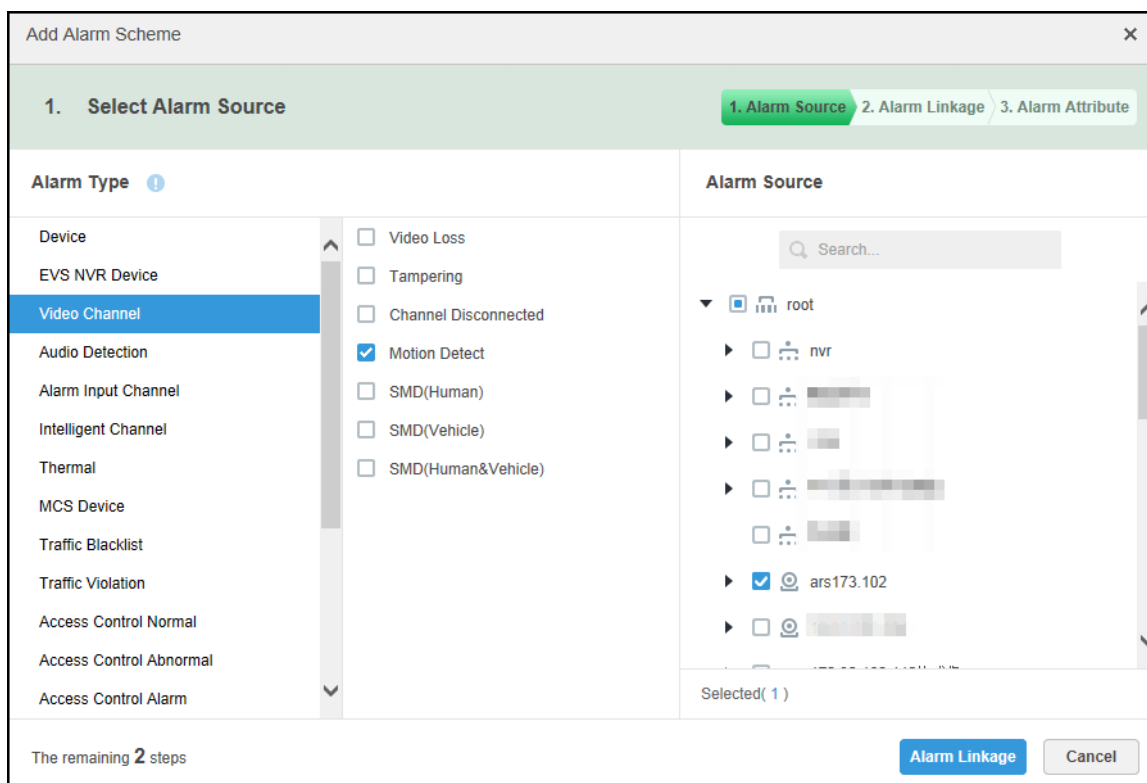 Add Alarm Scheme
1. Select Alarm Source
1. Alarm Source
2. Alarm Linkage
3. Alarm Attribute
Alarm Type
Device
EVS NVR Device
Video Channel
Audio Detection
Alarm Input Channel
Intelligent Channel
Thermal
MCS Device
Traffic Blacklist
Traffic Violation
Access Control Normal
Access Control Abnormal
Access Control Alarm
Video Loss
Tampering
Channel Disconnected
Motion Detect
SMD(Human)
SMD(Vehicle)
SMD(Human&Vehicle)
Alarm Source
Search...
root
nvr
ars173.102
Selected( 1 )
The remaining 2 steps
Alarm Linkage
Cancel